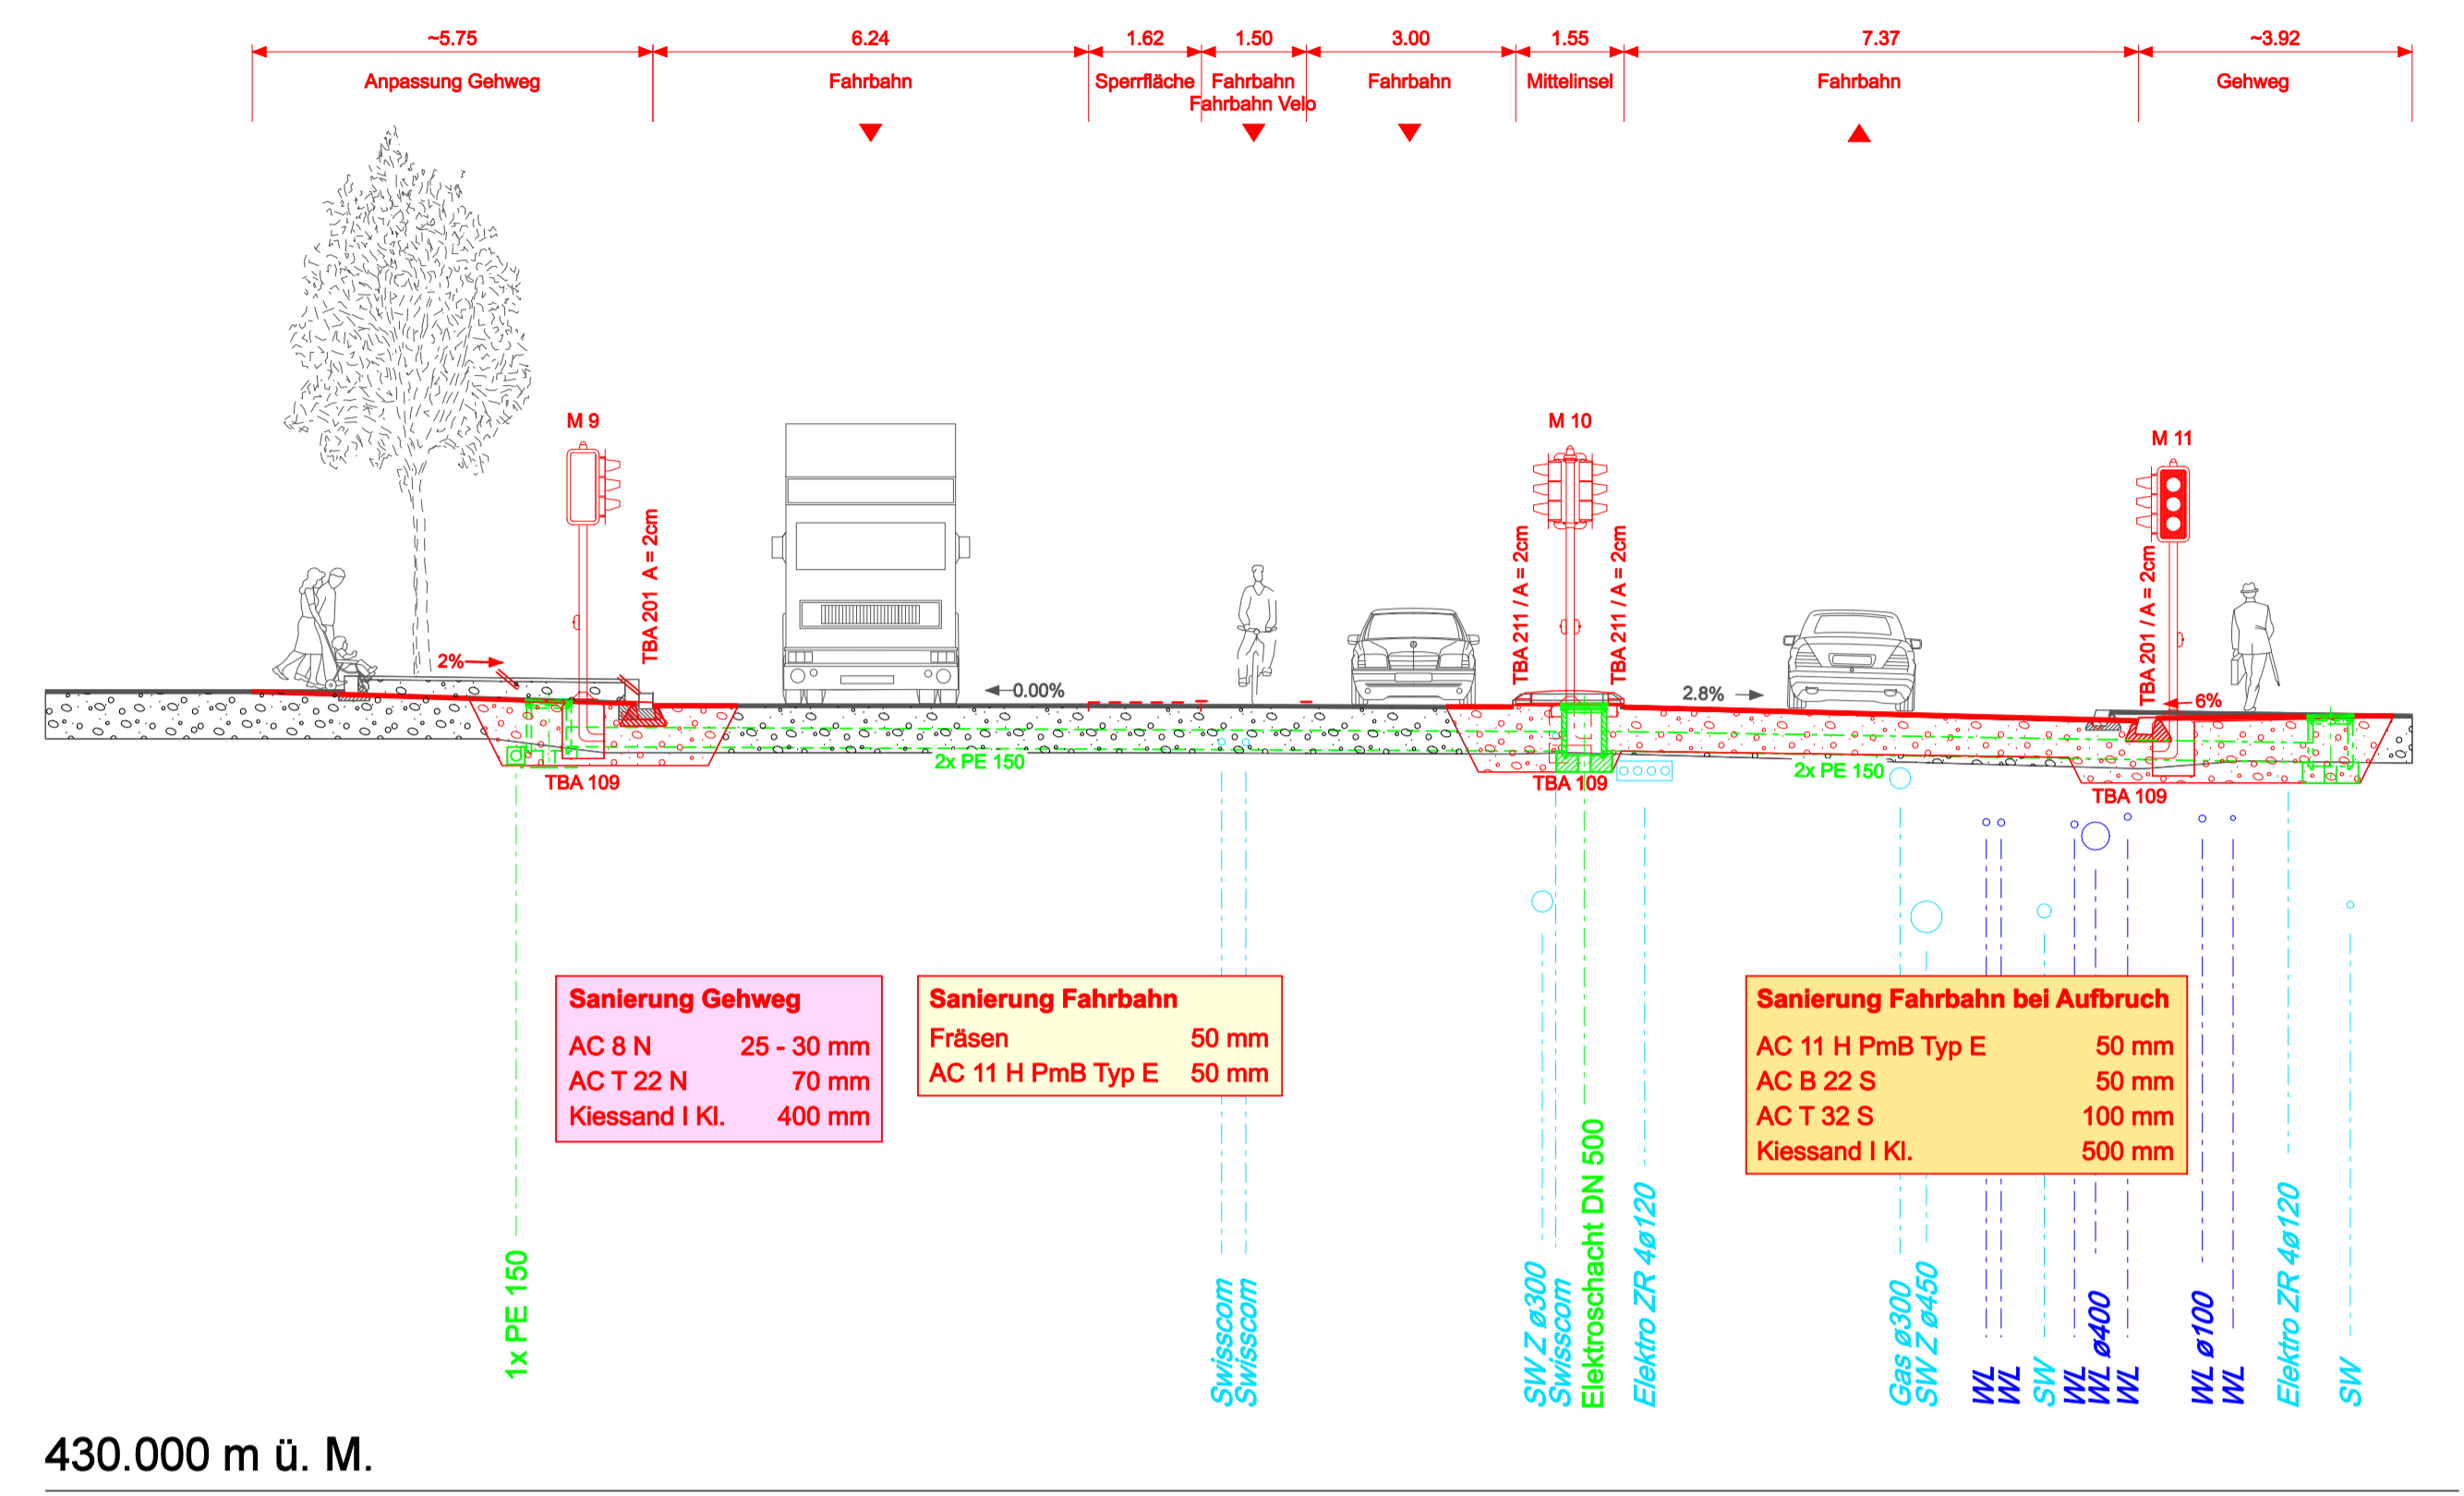 ~5.75 6.24 1.62 1.50 3.00 1.55 7.37 ~3.92
Anpassung Gehweg Fahrbahn Sperrfläche Fahrbahn Fahrbahn Mittelinsel Fahrbahn Gehweg
Fahrbahn Velo
M 9 M 10 M 11
TBA 201 A = 2cm
TBA 211 / A = 2cm
TBA 211 / A = 2cm
TBA 201 / A = 2cm
2%
0.00%
2.8%
6%
2x PE 150
2x PE 150
TBA 109
TBA 109
TBA 109
Sanierung Gehweg
AC 8 N 25 - 30 mm
AC T 22 N 70 mm
Kiessand I Kl. 400 mm
Sanierung Fahrbahn
Fräsen 50 mm
AC 11 H PmB Typ E 50 mm
Sanierung Fahrbahn bei Aufbruch
AC 11 H PmB Typ E 50 mm
AC B 22 S 50 mm
AC T 32 S 100 mm
Kiessand I Kl. 500 mm
1x PE 150
Swisscom
Swisscom
SW Z ø300
Swisscom
Elektroschacht DN 500
Elektro ZR 4ø120
Gas ø300
SW Z ø450
WL
WL
SW
WL
WL ø400
WL
WL ø100
WL
Elektro ZR 4ø120
SW
430.000 m ü. M.